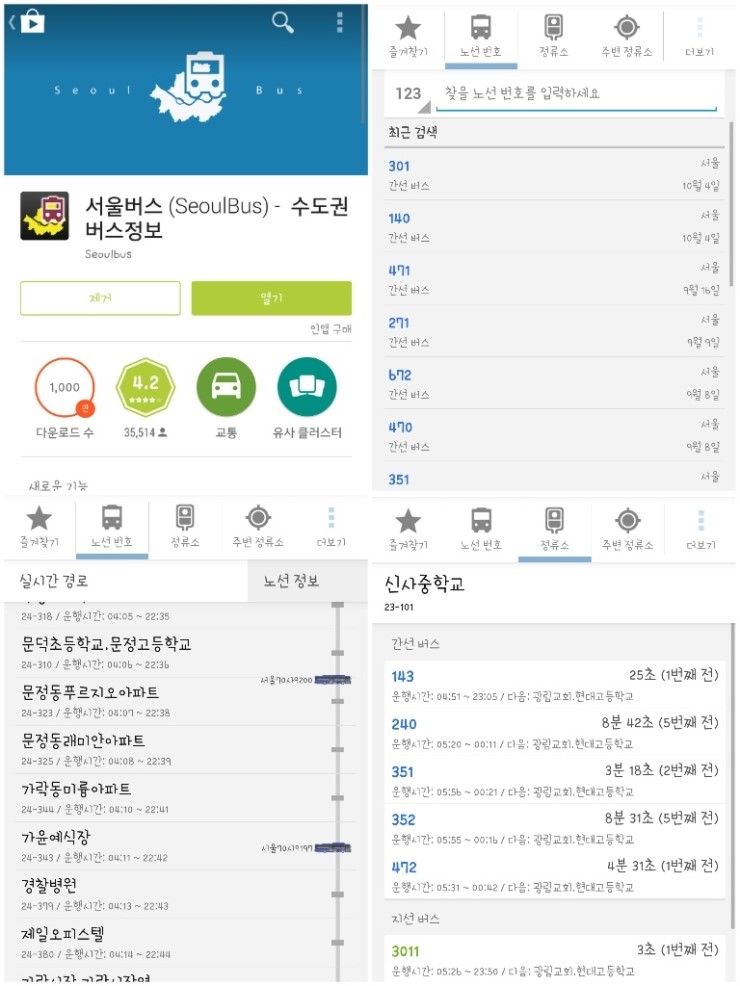 Seoul Bus
서울버스 (SeoulBus) - 수도권
버스정보
Seoulbus
제거
열기
인앱 구매
1,000
만
4.2
다운로드 수
35,514
교통
유사 클러스터
새로운 기능
즐겨찾기
노선 번호
정류소
주변 정류소
더보기
123
찾을 노선 번호를 입력하세요
최근 검색
301 서울
간선 버스 10월 4일
140 서울
간선 버스 10월 4일
471 서울
간선 버스 9월 16일
271 서울
간선 버스 9월 9일
672 서울
간선 버스 9월 8일
470 서울
간선 버스 9월 8일
351 서울
즐겨찾기
노선 번호
정류소
주변 정류소
더보기
실시간 경로
노선 정보
24-318 / 운행시간: 04:05 ~ 22:35
문덕초등학교.문정고등학교
24-310 / 운행시간: 04:06 ~ 22:36
서울70사9200
문정동푸르지오아파트
24-323 / 운행시간: 04:07 ~ 22:38
문정동래미안아파트
24-325 / 운행시간: 04:08 ~ 22:39
가락동미륭아파트
24-344 / 운행시간: 04:10 ~ 22:41
가윤예식장
서울70사9197
24-343 / 운행시간: 04:11 ~ 22:42
경찰병원
24-379 / 운행시간: 04:13 ~ 22:43
제일오피스텔
24-380 / 운행시간: 04:14 ~ 22:44
즐겨찾기
노선 번호
정류소
주변 정류소
더보기
신사중학교
23-101
간선 버스
143 25초 (1번째 전)
운행시간: 04:51 ~ 23:05 / 다음: 광림교회.현대고등학교
240 8분 42초 (5번째 전)
운행시간: 05:20 ~ 00:11 / 다음: 광림교회.현대고등학교
351 3분 18초 (2번째 전)
운행시간: 05:56 ~ 00:21 / 다음: 광림교회.현대고등학교
352 8분 31초 (5번째 전)
운행시간: 05:55 ~ 00:16 / 다음: 광림교회.현대고등학교
472 4분 31초 (1번째 전)
운행시간: 05:31 ~ 00:42 / 다음: 광림교회.현대고등학교
지선 버스
3011 3초 (1번째 전)
운행시간: 05:26 ~ 23:50 / 다음: 광림교회.현대고등학교